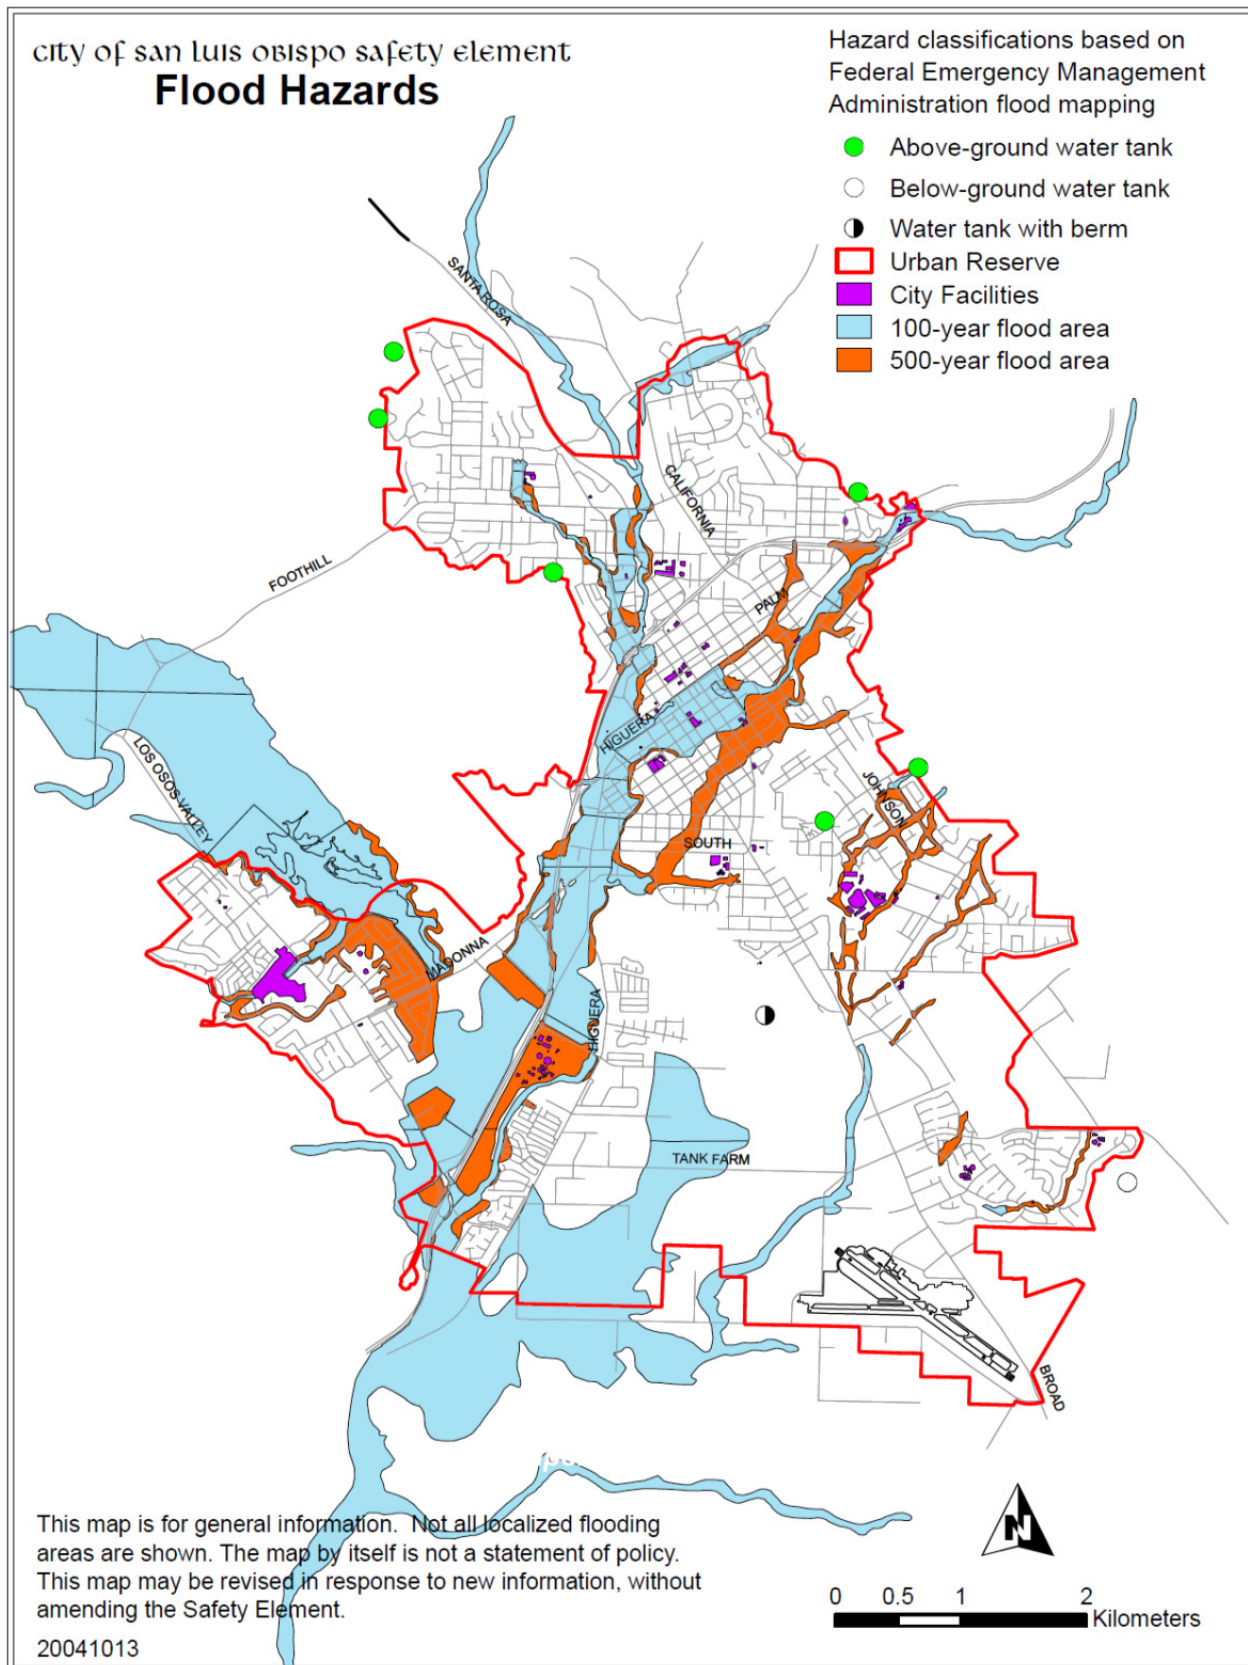 city of san luis obispo safety element
Flood Hazards
Hazard classifications based on
Federal Emergency Management
Administration flood mapping
Above-ground water tank
Below-ground water tank
Water tank with berm
Urban Reserve
City Facilities
100-year flood area
500-year flood area
SANTA ROSA
CALIFORNIA
FOOTHILL
PALM
HIGUERA
LOS OSOS VALLEY
JOHNSON
SOUTH
MADONNA
HIGUERA
TANK FARM
BROAD
This map is for general information. Not all localized flooding
areas are shown. The map by itself is not a statement of policy.
This map may be revised in response to new information, without
amending the Safety Element.
20041013
N
0 0.5 1 2
Kilometers